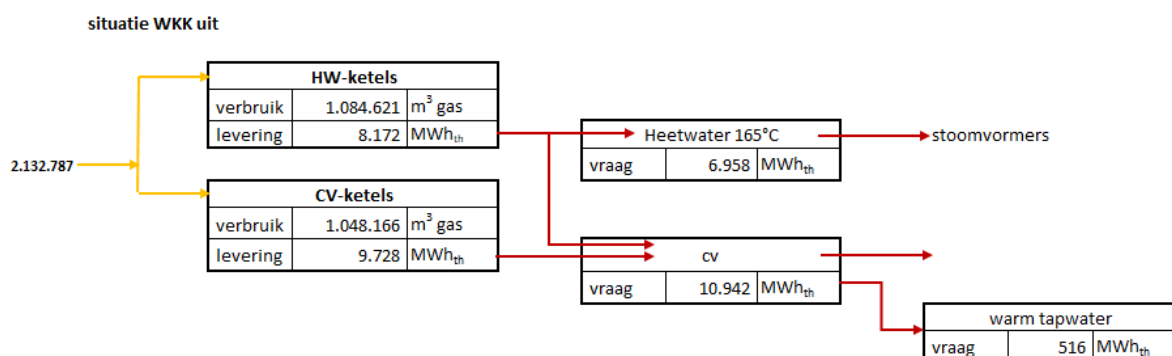 situatie WKK uit
HW-ketels
verbruik 1.084.621 m³ gas
levering 8.172 MWhth
Heetwater 165°C
vraag 6.958 MWhth
stoomvormers
2.132.787
CV-ketels
verbruik 1.048.166 m³ gas
levering 9.728 MWhth
cv
vraag 10.942 MWhth
warm tapwater
vraag 516 MWhth